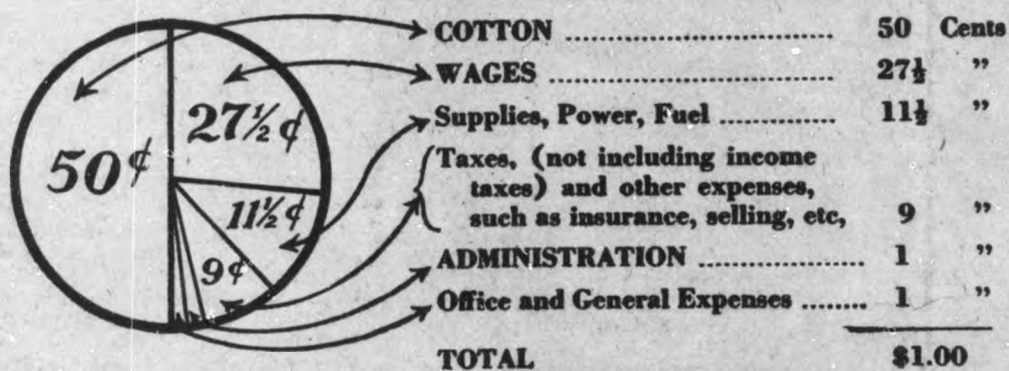 COTTON ................................ 50 Cents
WAGES ................................... 27½ ”
27½ ¢
Supplies, Power, Fuel ............. 11½ ”
50 ¢
Taxes, (not including income
taxes) and other expenses,
such as insurance, selling, etc, 9 ”
11½ ¢
9 ¢
ADMINISTRATION ................... 1 ”
Office and General Expenses ........ 1 ”
TOTAL $1.00